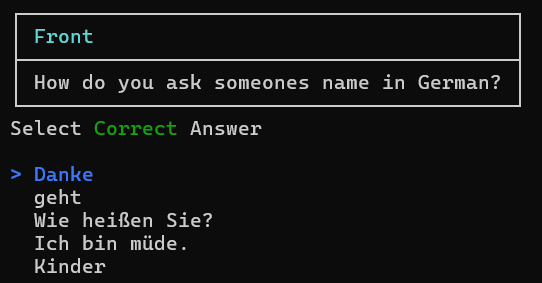 Front
How do you ask someones name in German?
Select Correct Answer
> Danke
geht
Wie heißen Sie?
Ich bin müde.
Kinder